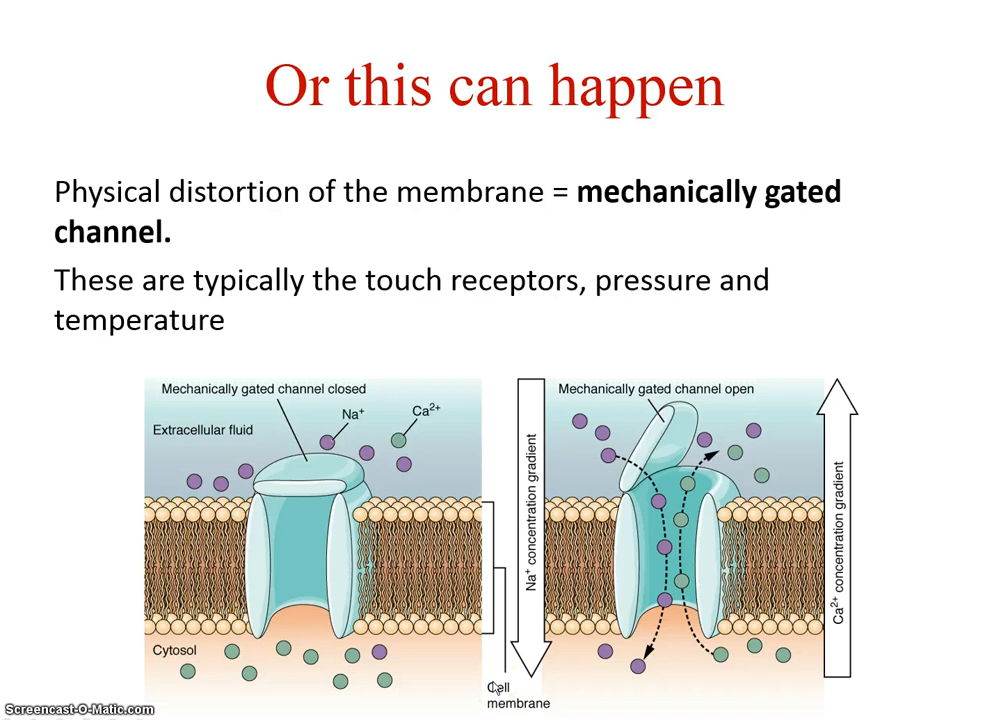 Or this can happen
Physical distortion of the membrane = mechanically gated
channel.
These are typically the touch receptors, pressure and
temperature
Mechanically gated channel closed
Na⁺
Ca²⁺
Extracellular fluid
Cytosol
Cell
membrane
Na⁺ concentration gradient
Mechanically gated channel open
Ca²⁺ concentration gradient
Screencast-O-Matic.com